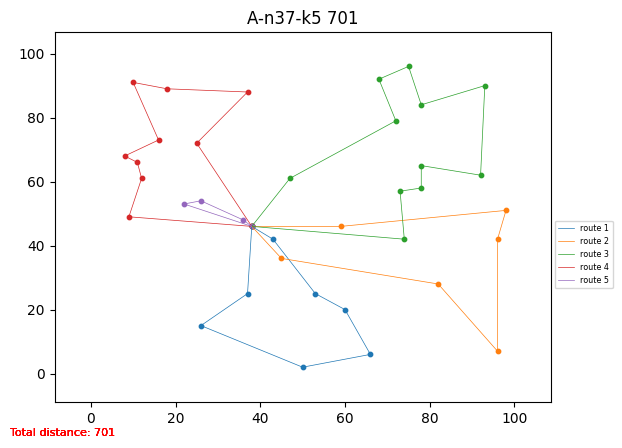 A-n37-k5 701
100
80
60
40
20
0
0 20 40 60 80 100
route 1
route 2
route 3
route 4
route 5
Total distance: 701